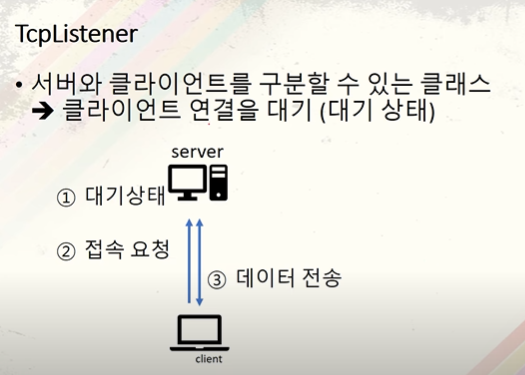 TcpListener
• 서버와 클라이언트를 구분할 수 있는 클래스
➔ 클라이언트 연결을 대기 (대기 상태)
server
① 대기상태
② 접속 요청
③ 데이터 전송
client